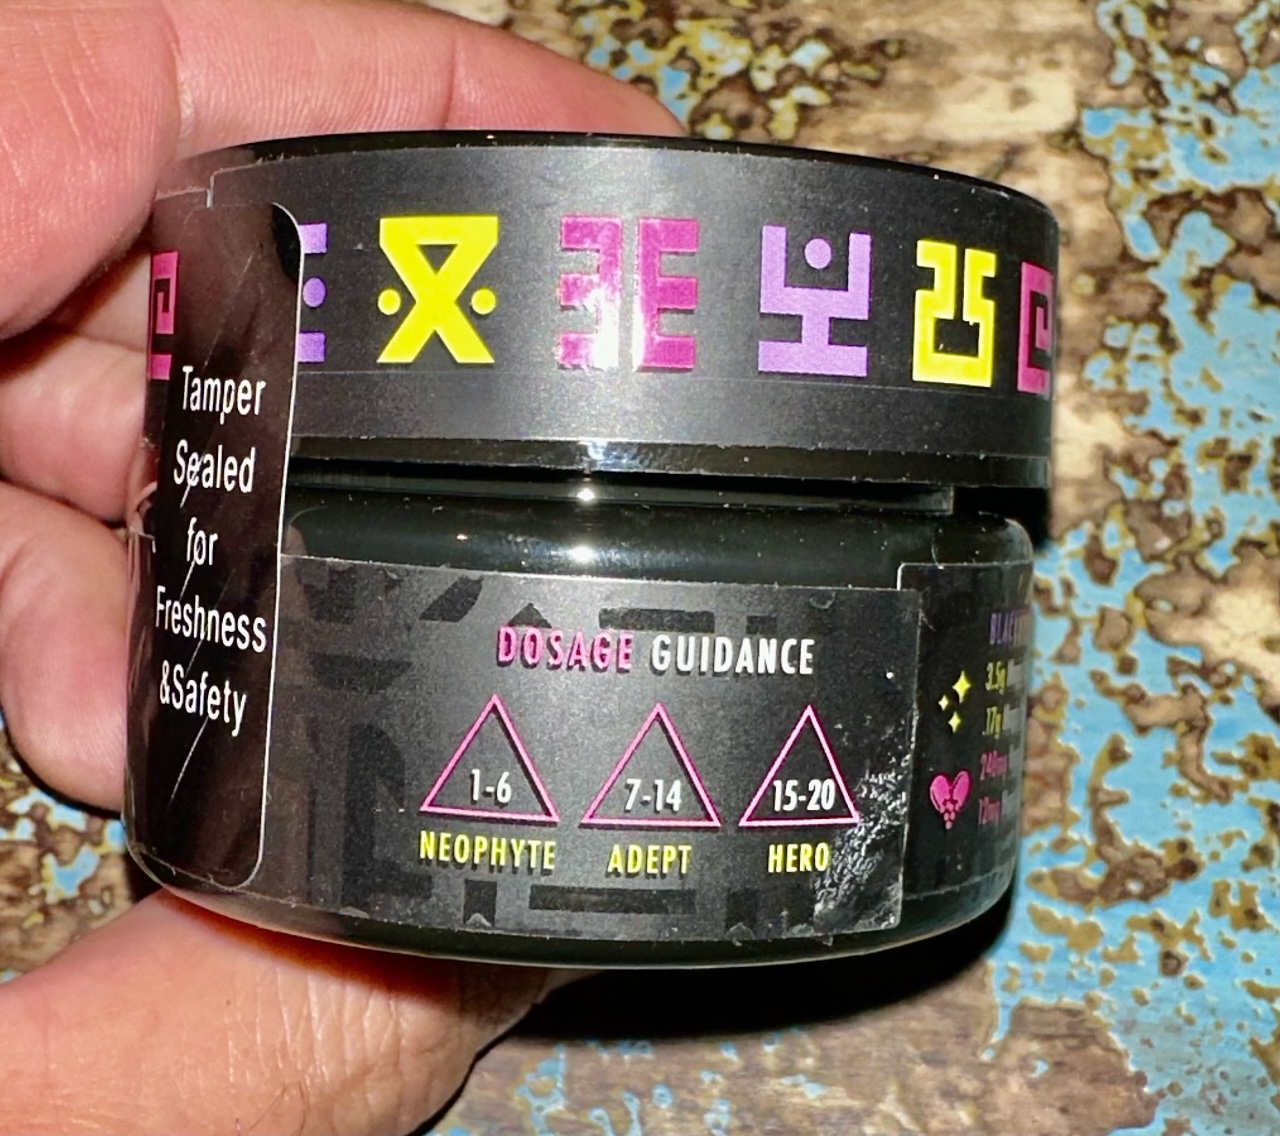 Tamper
Sealed
for
Freshness
&Safety
DOSAGE GUIDANCE
1-6
7-14
15-20
NEOPHYTE
ADEPT
HERO
3.5g